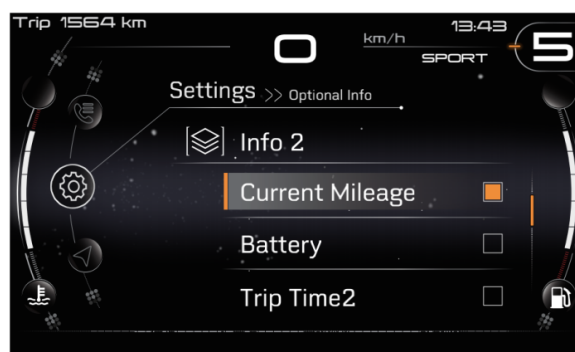 Trip 1564 km
0 km/h
13:43
SPORT
5
Settings >> Optional Info
Info 2
Current Mileage
Battery
Trip Time2